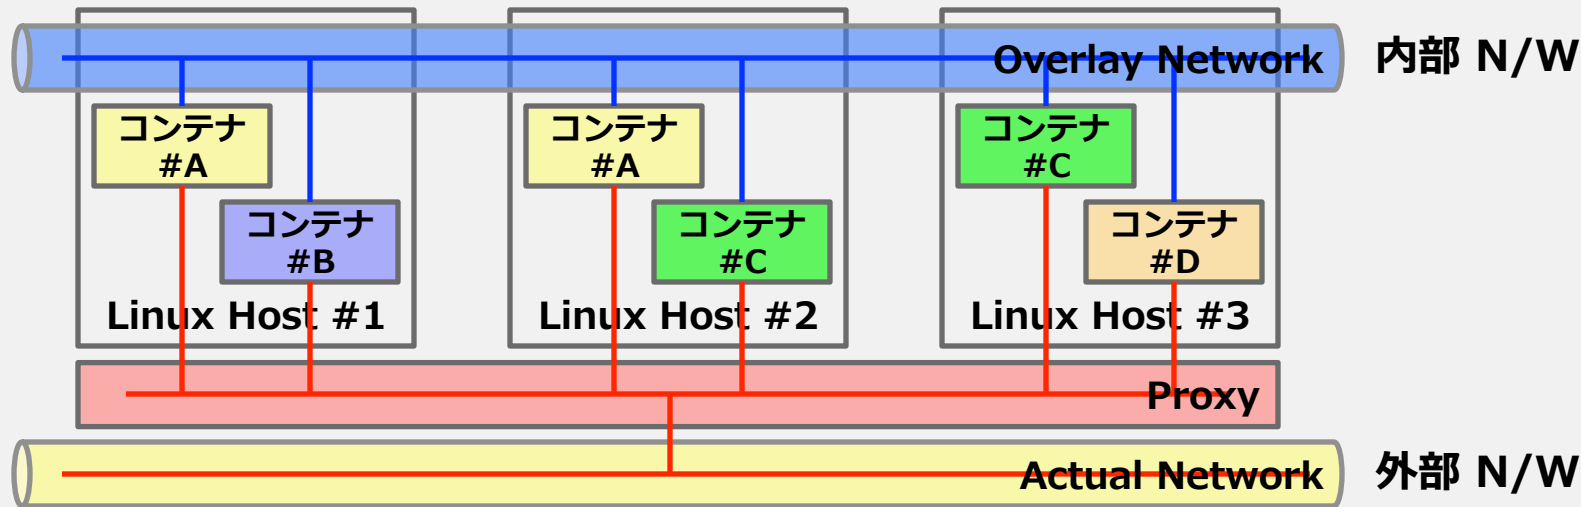 Overlay Network
内部 N/W
コンテナ
#A
コンテナ
#B
Linux Host #1
コンテナ
#A
コンテナ
#C
Linux Host #2
コンテナ
#C
コンテナ
#D
Linux Host #3
Proxy
Actual Network
外部 N/W